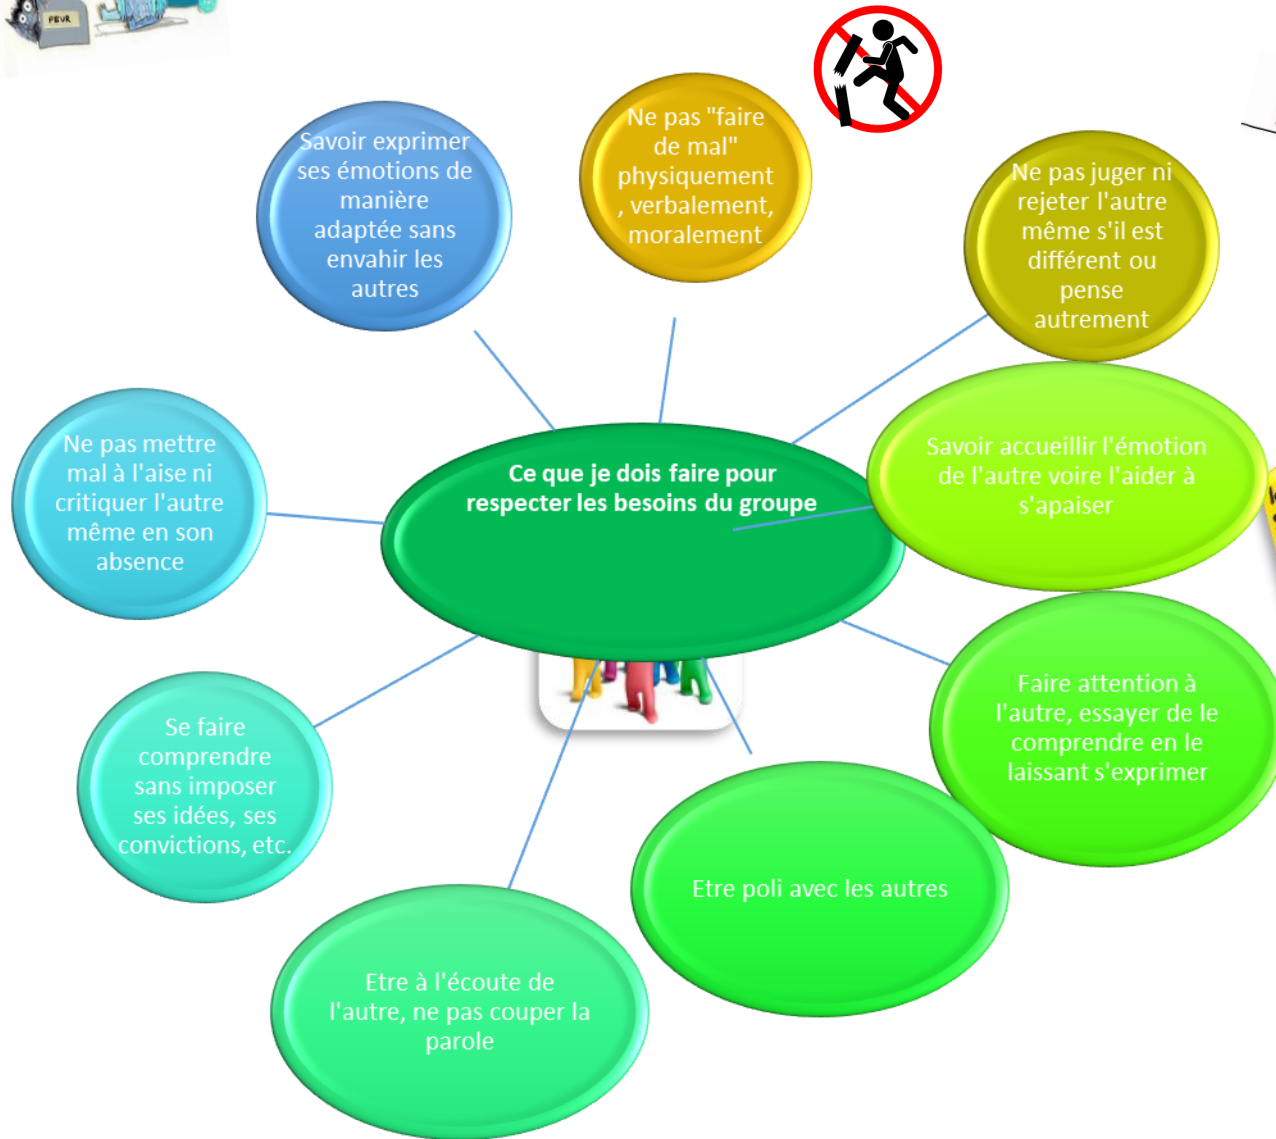 PEUR
Savoir exprimer
ses émotions de
manière
adaptée sans
envahir les
autres
Ne pas "faire
de mal"
physiquement
, verbalement,
moralement
Ne pas juger ni
rejeter l'autre
même s'il est
différent ou
pense
autrement
Savoir accueillir l'émotion
de l'autre voire l'aider à
s'apaiser
Ce que je dois faire pour
respecter les besoins du groupe
Ne pas mettre
mal à l'aise ni
critiquer l'autre
même en son
absence
Faire attention à
l'autre, essayer de le
comprendre en le
laissant s'exprimer
Se faire
comprendre
sans imposer
ses idées, ses
convictions, etc.
Etre poli avec les autres
Etre à l'écoute de
l'autre, ne pas couper la
parole